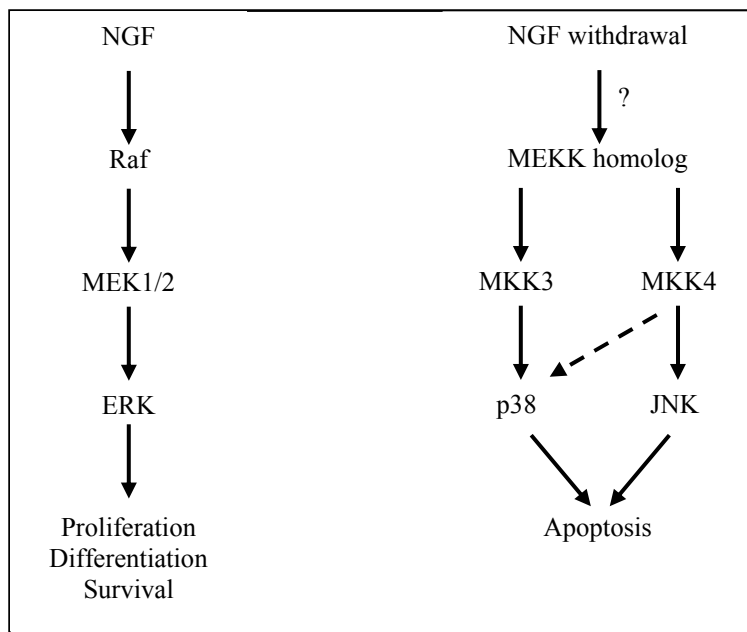 NGF
Raf
MEK1/2
ERK
Proliferation
Differentiation
Survival
NGF withdrawal
?
MEKK homolog
MKK3 MKK4
p38 JNK
Apoptosis